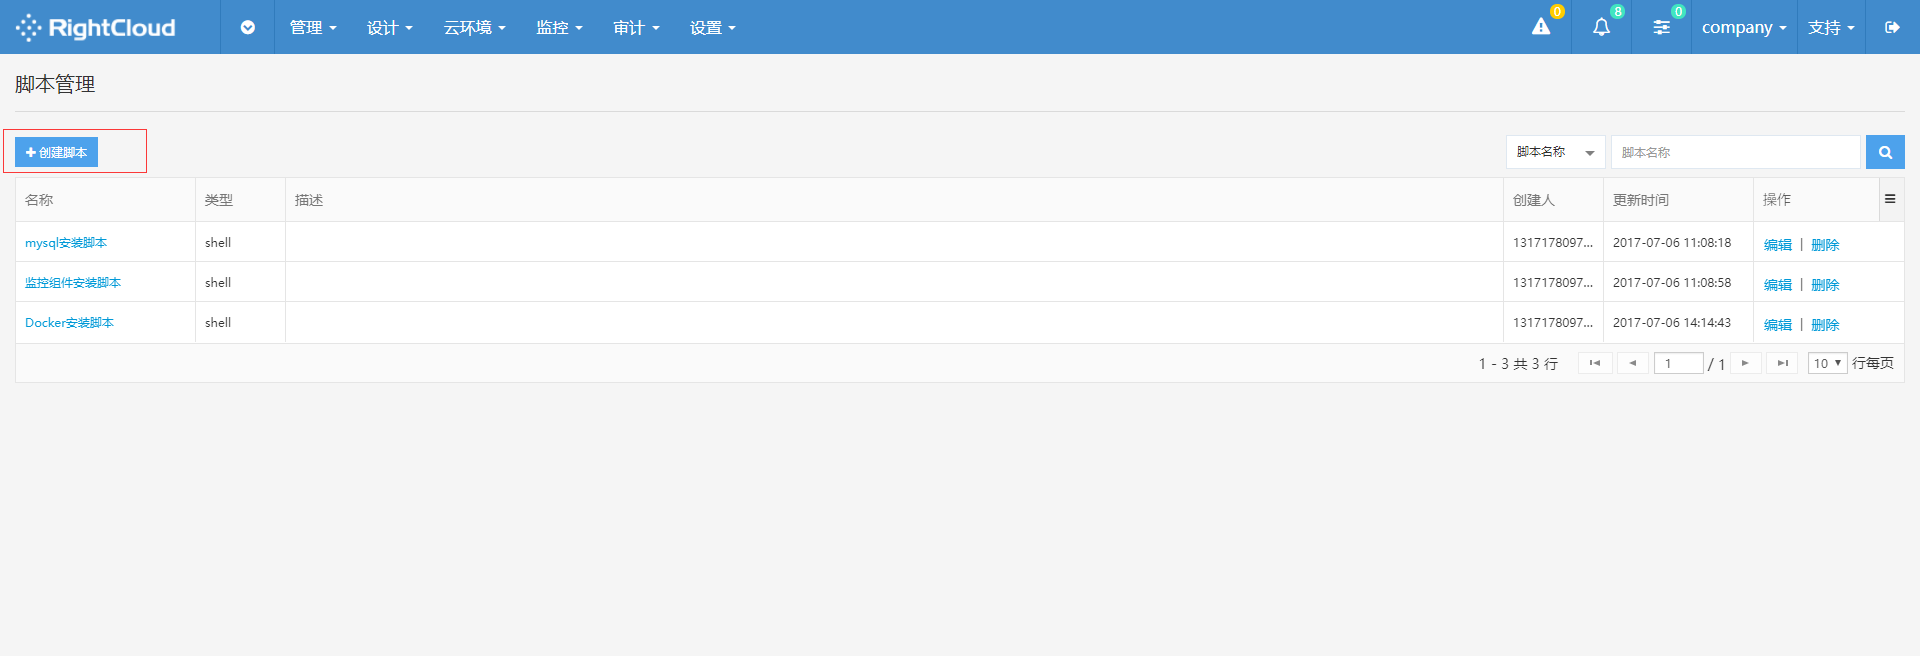 RightCloud 管理 设计 云环境 监控 审计 设置 0 8 0 company 支持
脚本管理
创建脚本 脚本名称 脚本名称
名称 类型 描述 创建人 更新时间 操作
mysql安装脚本 shell 1317178097... 2017-07-06 11:08:18 编辑 | 删除
监控组件安装脚本 shell 1317178097... 2017-07-06 11:08:58 编辑 | 删除
Docker安装脚本 shell 1317178097... 2017-07-06 14:14:43 编辑 | 删除
1 - 3 共 3 行 1 / 1 10 行每页